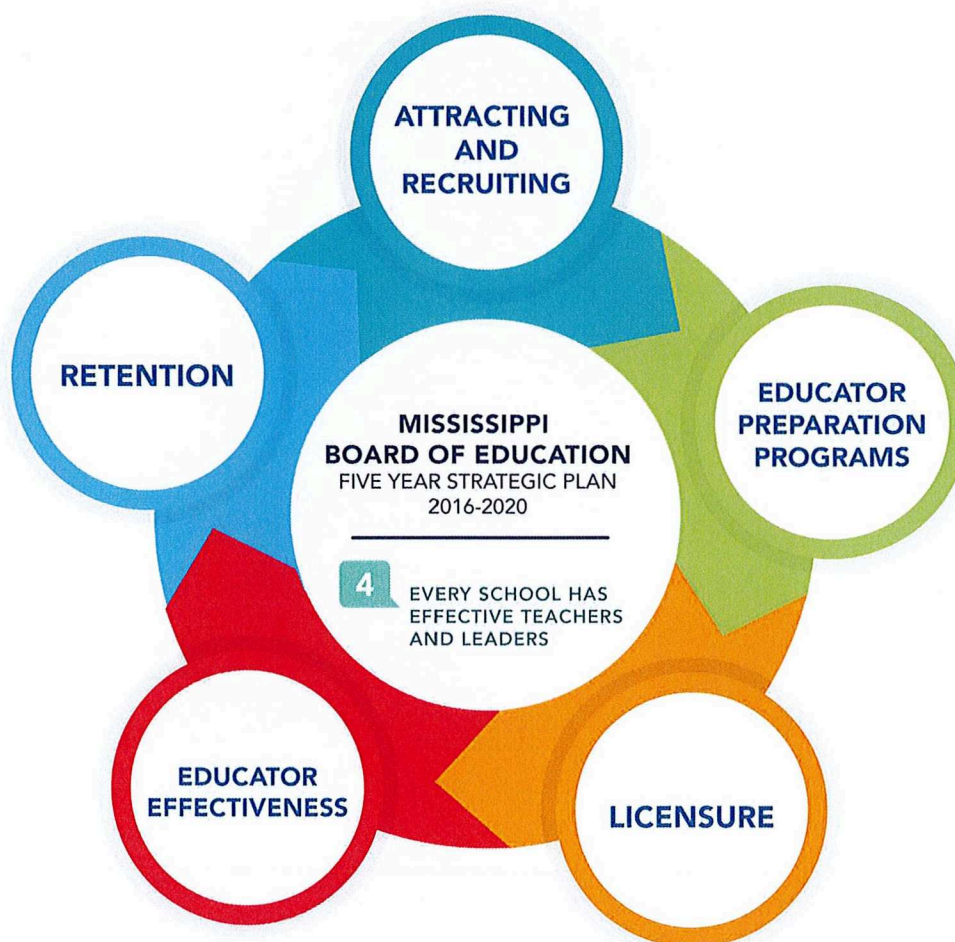 ATTRACTING
AND
RECRUITING
EDUCATOR
PREPARATION
PROGRAMS
LICENSURE
EDUCATOR
EFFECTIVENESS
RETENTION
MISSISSIPPI
BOARD OF EDUCATION
FIVE YEAR STRATEGIC PLAN
2016-2020
4
EVERY SCHOOL HAS
EFFECTIVE TEACHERS
AND LEADERS